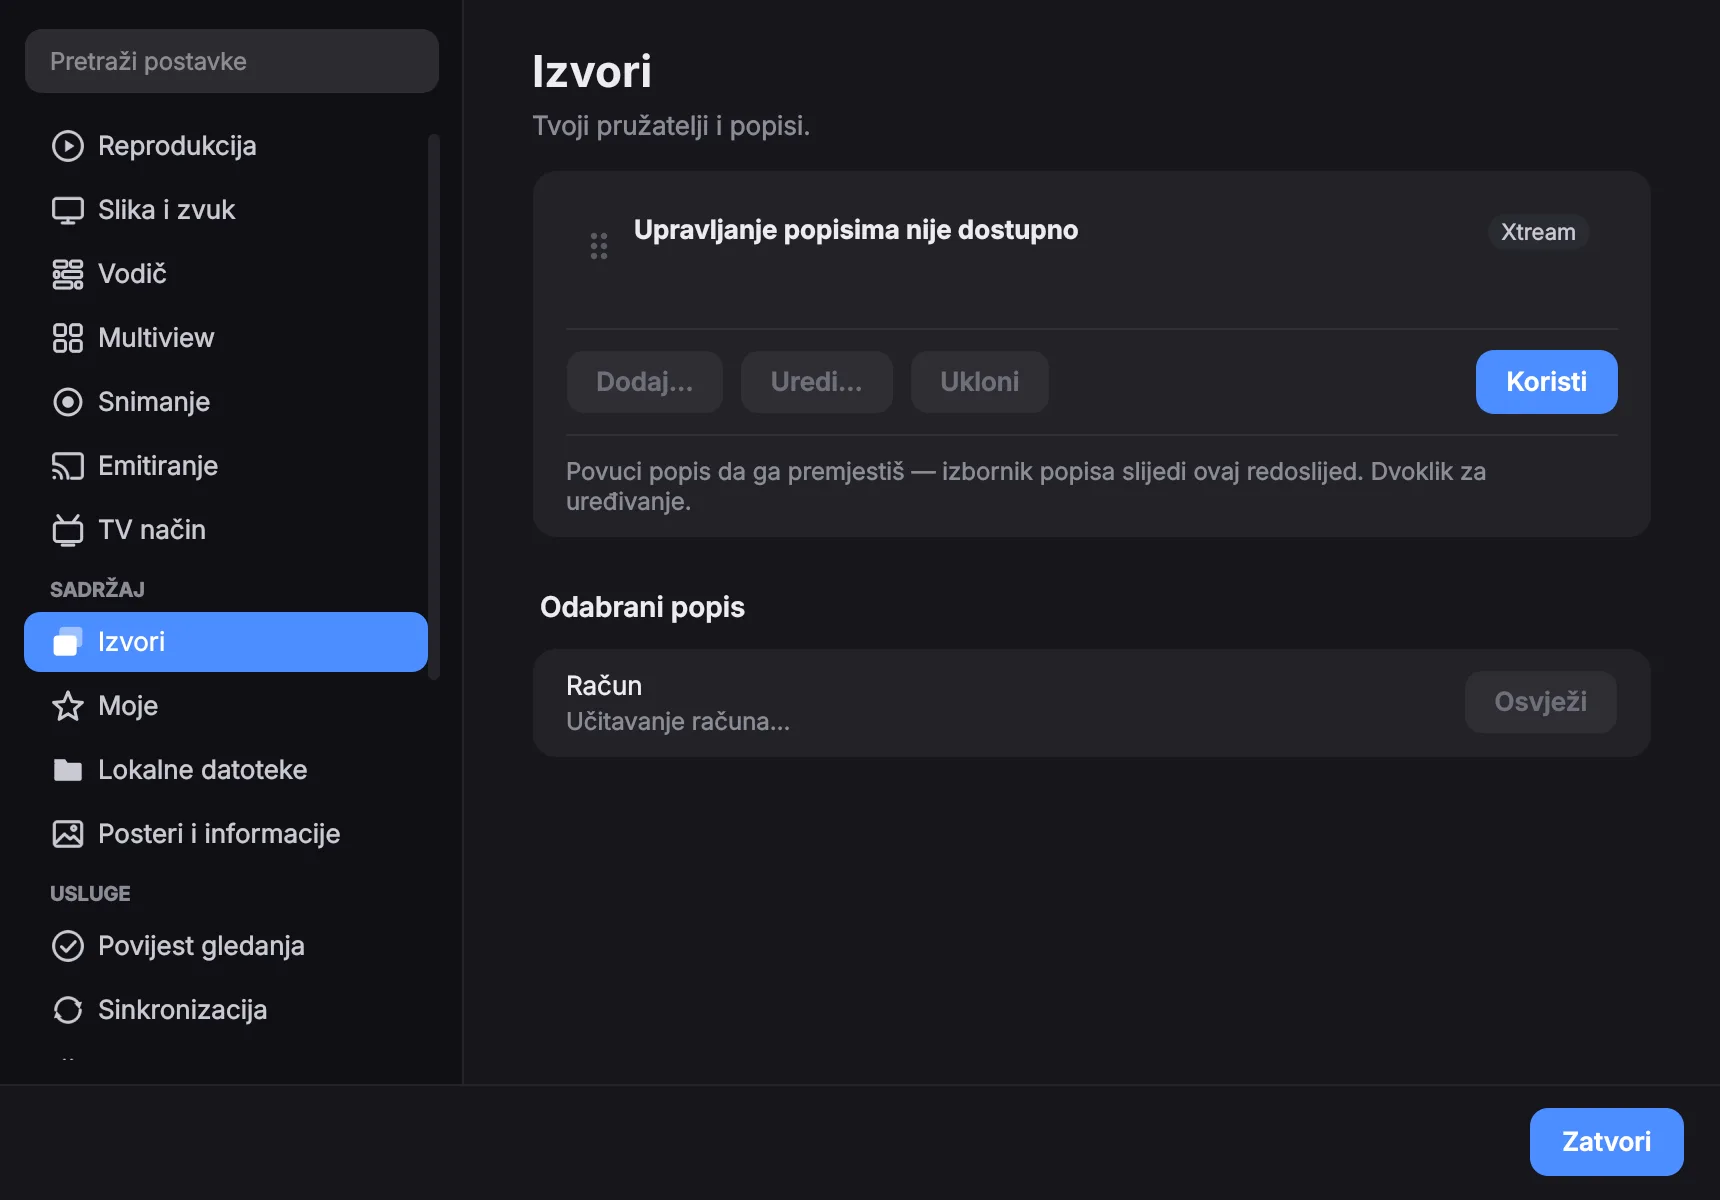 Pretraži postavke
Reprodukcija
Slika i zvuk
Vodič
Multiview
Snimanje
Emitiranje
TV način
SADRŽAJ
Izvori
Moje
Lokalne datoteke
Posteri i informacije
USLUGE
Povijest gledanja
Sinkronizacija
Izvori
Tvoji pružatelji i popisi.
Upravljanje popisima nije dostupno
Xtream
Dodaj...
Uredi...
Ukloni
Koristi
Povuci popis da ga premjestiš — izbornik popisa slijedi ovaj redoslijed. Dvoklik za
uređivanje.
Odabrani popis
Račun
Učitavanje računa...
Osvježi
Zatvori